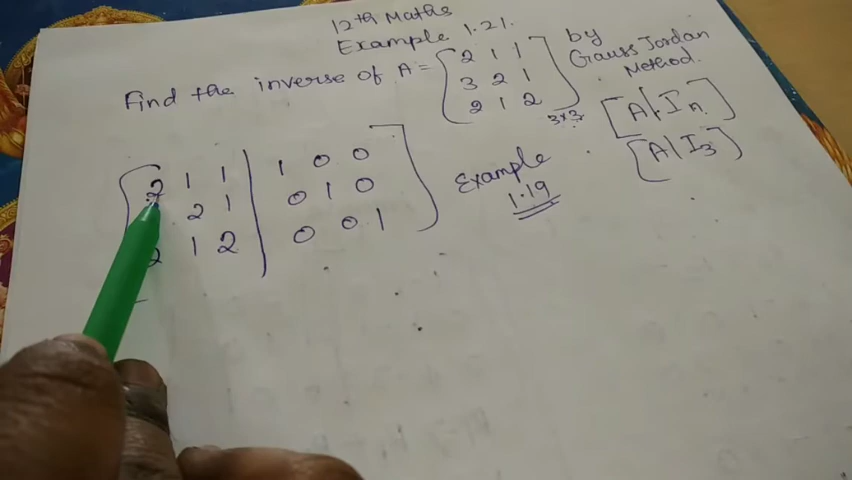 12th Maths
Example 1.21.
Find the inverse of A = [2 1 1 by
3 2 1 Gauss Jordan
2 1 2] 3×3 Method.
[A|In]
[A|I3]
[2 1 1 | 1 0 0 Example
2 1 | 0 1 0 1.19
2 1 2 | 0 0 1]